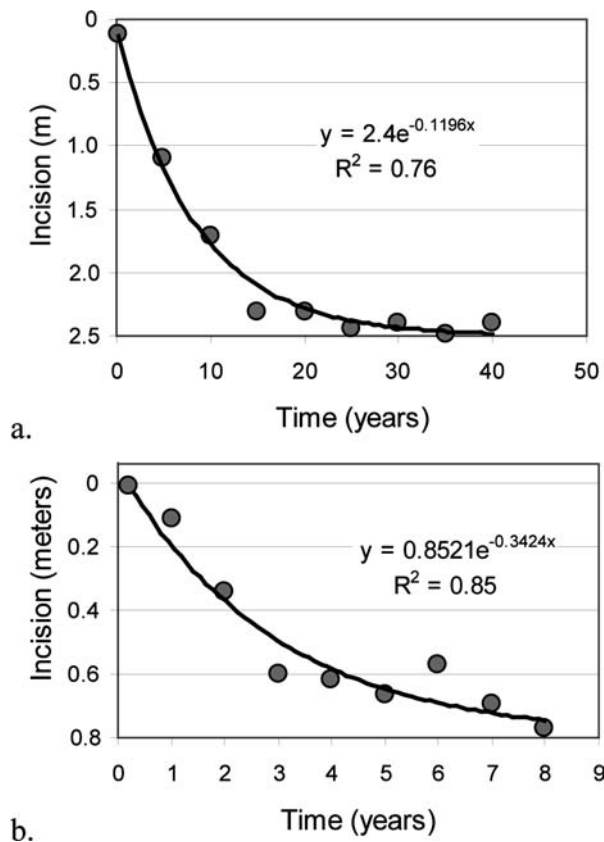 0
0.5
1.0
1.5
2.0
2.5
Incision (m)
y = 2.4e^-0.1196x
R² = 0.76
0 10 20 30 40 50
Time (years)
a.
0
0.2
0.4
0.6
0.8
Incision (meters)
y = 0.8521e^-0.3424x
R² = 0.85
0 1 2 3 4 5 6 7 8 9
Time (years)
b.